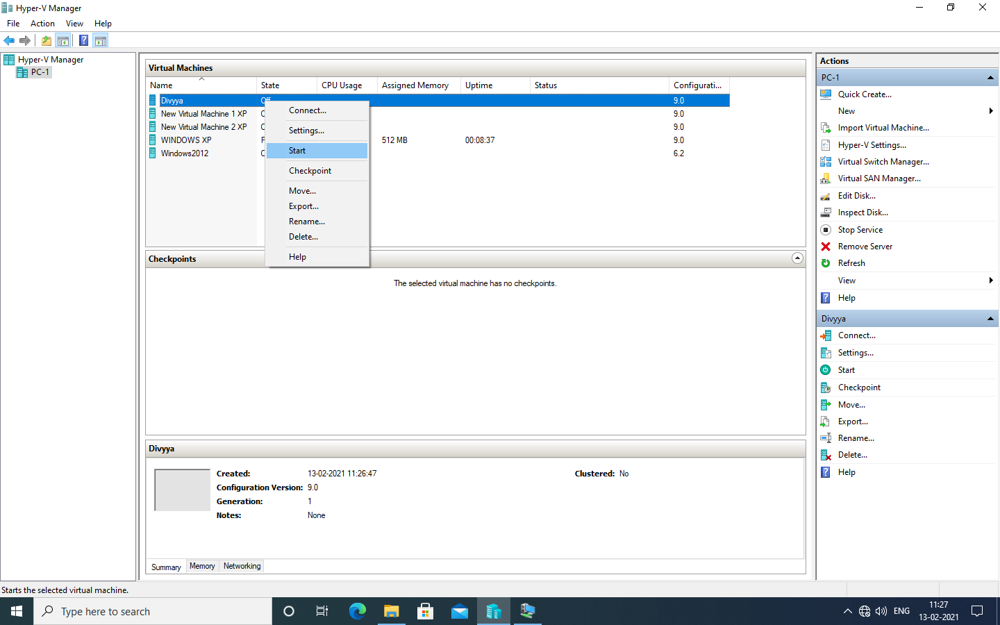 Hyper-V Manager
File Action View Help
Hyper-V Manager
PC-1
Virtual Machines
Name State CPU Usage Assigned Memory Uptime Status Configurati...
Divyya Off 9.0
New Virtual Machine 1 XP 9.0
New Virtual Machine 2 XP 9.0
WINDOWS XP 512 MB 00:08:37 9.0
Windows2012 6.2
Connect...
Settings...
Start
Checkpoint
Move...
Export...
Rename...
Delete...
Help
Checkpoints
The selected virtual machine has no checkpoints.
Divyya
Created: 13-02-2021 11:26:47 Clustered: No
Configuration Version: 9.0
Generation: 1
Notes: None
Summary Memory Networking
Actions
PC-1
Quick Create...
New
Import Virtual Machine...
Hyper-V Settings...
Virtual Switch Manager...
Virtual SAN Manager...
Edit Disk...
Inspect Disk...
Stop Service
Remove Server
Refresh
View
Help
Divyya
Connect...
Settings...
Start
Checkpoint
Move...
Export...
Rename...
Delete...
Help
Starts the selected virtual machine.
Type here to search
ENG
11:27
13-02-2021